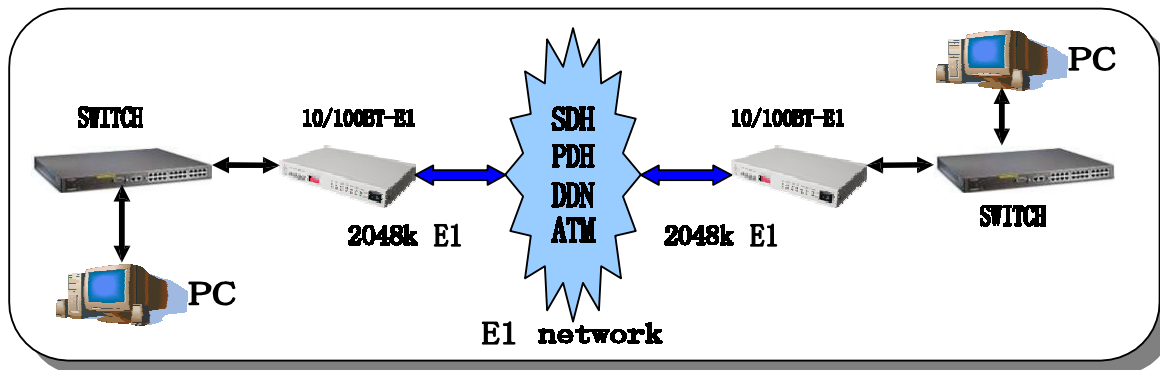 PC
SWITCH
10/100BT-E1
SDH
PDH
DDN
ATM
10/100BT-E1
SWITCH
2048k E1
2048k E1
PC
E1 network